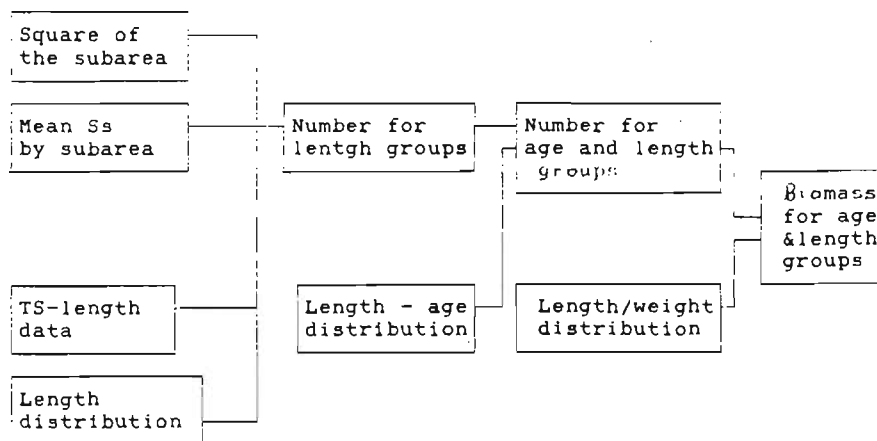 Square of
the subarea
Mean Ss
by subarea
Number for
lentgh groups
Number for
age and length
groups
Biomass
for age
&length
groups
TS-length
data
Length - age
distribution
Length/weight
distribution
Length
distribution